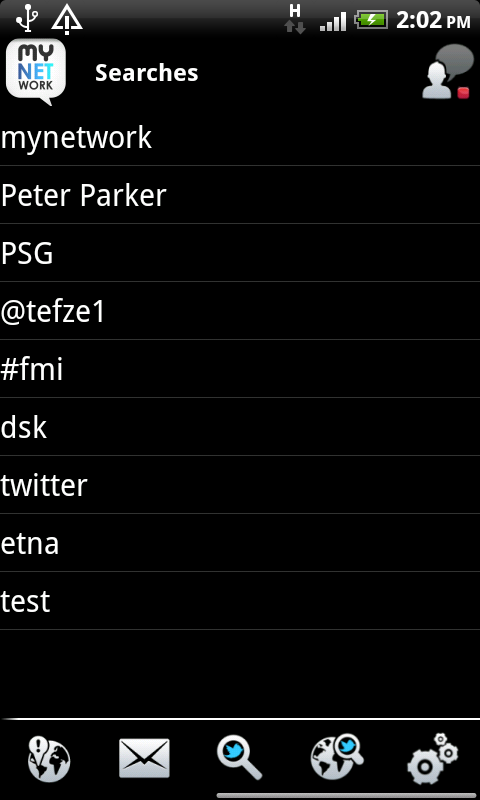 H 2:02 PM
MY NET WORK
Searches
mynetwork
Peter Parker
PSG
@tefze1
#fmi
dsk
twitter
etna
test